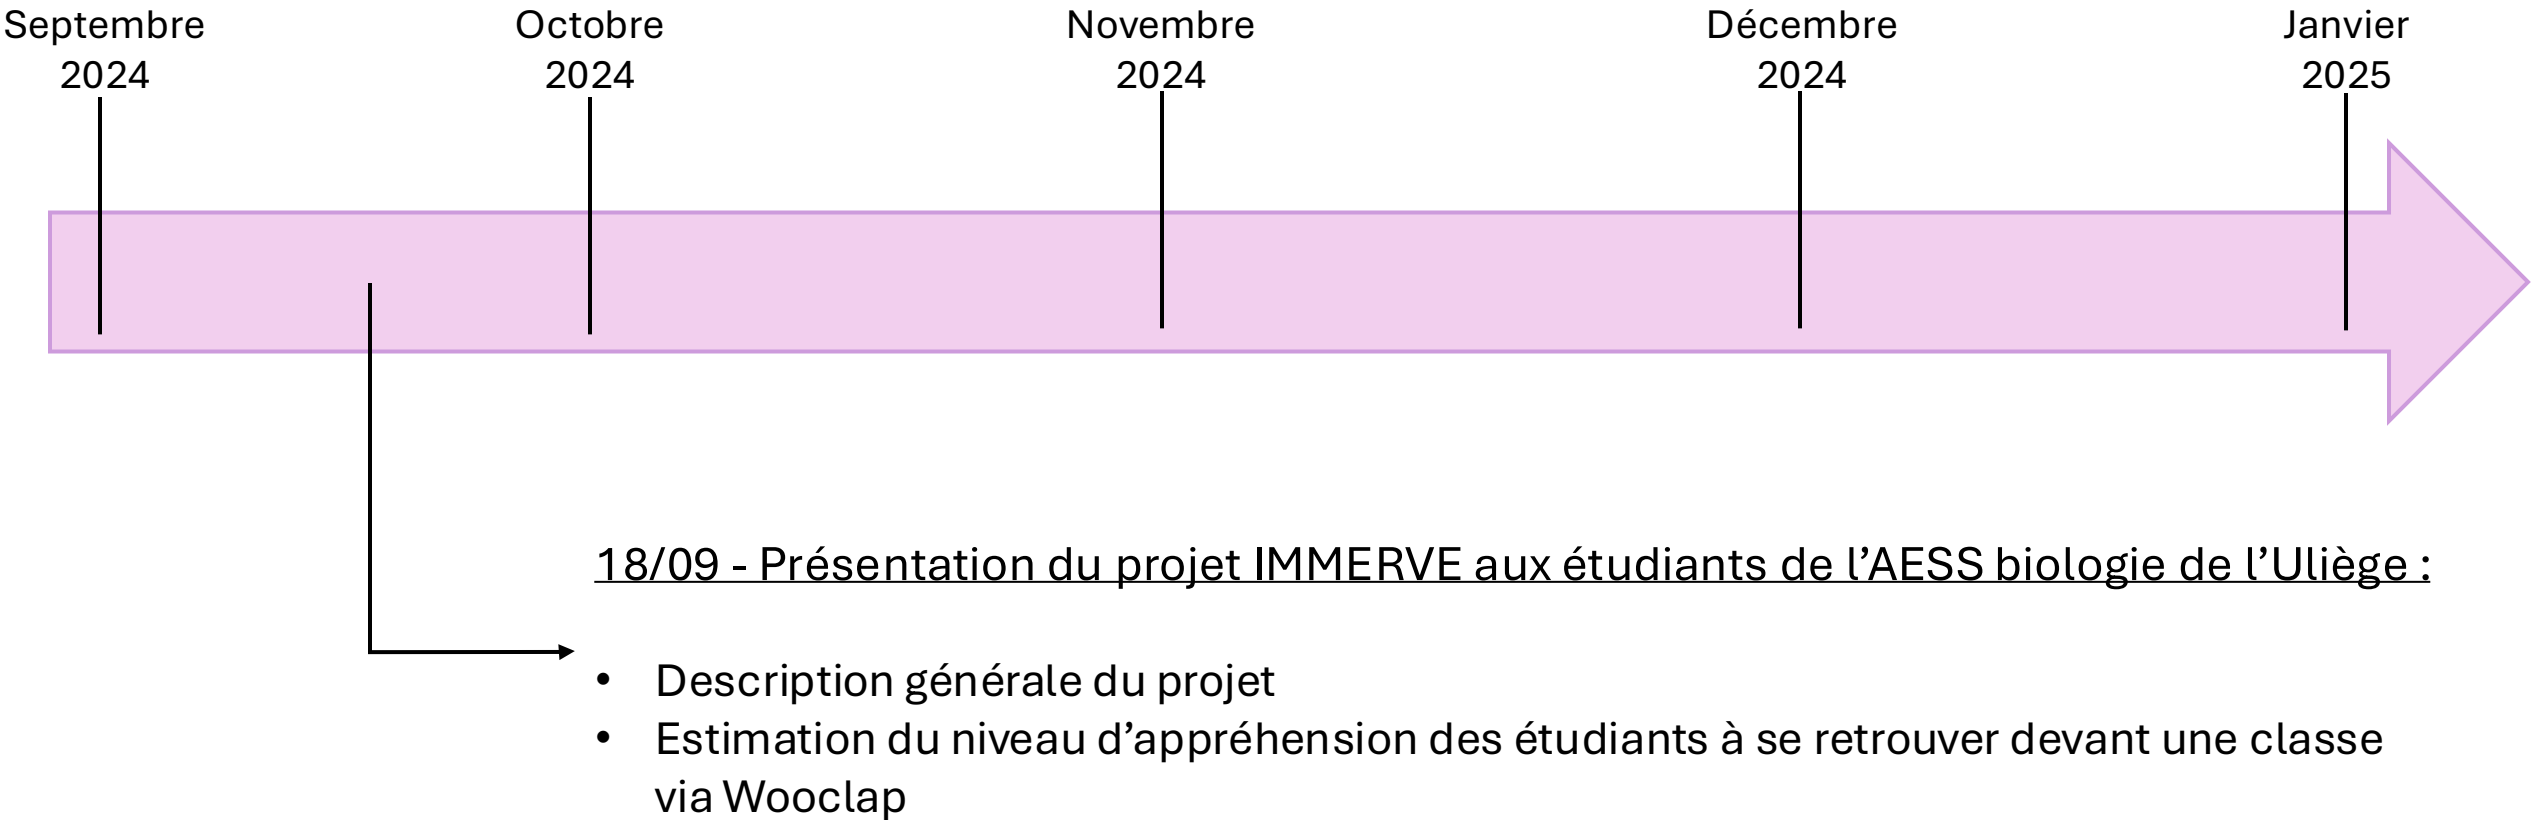 Septembre
2024
Octobre
2024
Novembre
2024
Décembre
2024
Janvier
2025
18/09 - Présentation du projet IMMERVE aux étudiants de l’AESS biologie de l’Uliège :
• Description générale du projet
• Estimation du niveau d’appréhension des étudiants à se retrouver devant une classe
via Wooclap